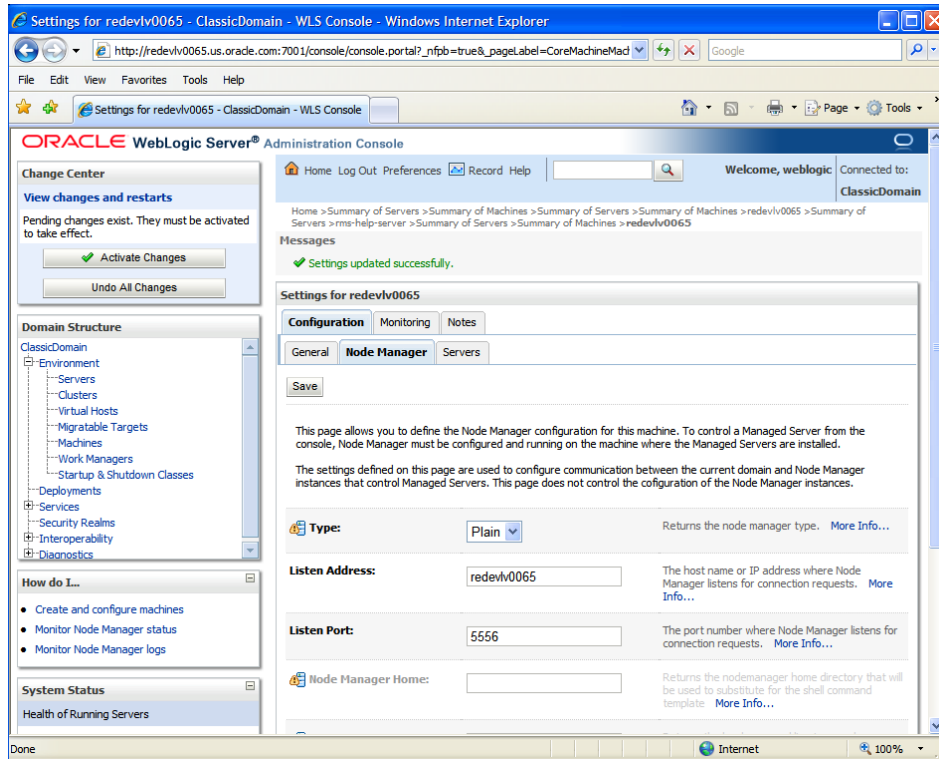 Settings for redevlv0065 - ClassicDomain - WLS Console - Windows Internet Explorer
http://redevlv0065.us.oracle.com:7001/console/console.portal?_nfpb=true&_pageLabel=CoreMachineMad
Google
File Edit View Favorites Tools Help
Settings for redevlv0065 - ClassicDomain - WLS Console
Page Tools
ORACLE WebLogic Server® Administration Console
Change Center
View changes and restarts
Pending changes exist. They must be activated
to take effect.
Activate Changes
Undo All Changes
Domain Structure
ClassicDomain
Environment
Servers
Clusters
Virtual Hosts
Migratable Targets
Machines
Work Managers
Startup & Shutdown Classes
Deployments
Services
Security Realms
Interoperability
Diagnostics
How do I...
Create and configure machines
Monitor Node Manager status
Monitor Node Manager logs
System Status
Health of Running Servers
Home Log Out Preferences Record Help
Welcome, weblogic
Connected to:
ClassicDomain
Home >Summary of Servers >Summary of Machines >Summary of Servers >Summary of Machines >redevlv0065 >Summary of
Servers >rms-help-server >Summary of Servers >Summary of Machines >redevlv0065
Messages
Settings updated successfully.
Settings for redevlv0065
Configuration Monitoring Notes
General Node Manager Servers
Save
This page allows you to define the Node Manager configuration for this machine. To control a Managed Server from the
console, Node Manager must be configured and running on the machine where the Managed Servers are installed.
The settings defined on this page are used to configure communication between the current domain and Node Manager
instances that control Managed Servers. This page does not control the cofiguration of the Node Manager instances.
Type:
Plain
Returns the node manager type. More Info...
Listen Address:
redevlv0065
The host name or IP address where Node
Manager listens for connection requests. More
Info...
Listen Port:
5556
The port number where Node Manager listens for
connection requests. More Info...
Node Manager Home:
Returns the nodemanager home directory that will
be used to substitute for the shell command
template More Info...
Done
Internet
100%